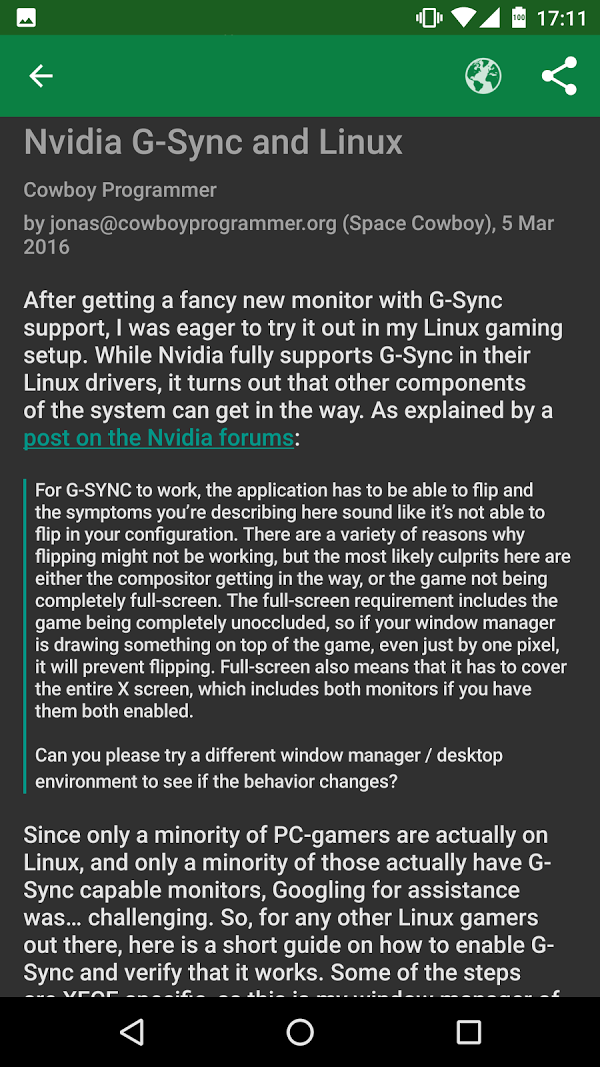 100 17:11
Nvidia G-Sync and Linux
Cowboy Programmer
by jonas@cowboyprogrammer.org (Space Cowboy), 5 Mar
2016
After getting a fancy new monitor with G-Sync
support, I was eager to try it out in my Linux gaming
setup. While Nvidia fully supports G-Sync in their
Linux drivers, it turns out that other components
of the system can get in the way. As explained by a
post on the Nvidia forums:
For G-SYNC to work, the application has to be able to flip and
the symptoms you’re describing here sound like it’s not able to
flip in your configuration. There are a variety of reasons why
flipping might not be working, but the most likely culprits here are
either the compositor getting in the way, or the game not being
completely full-screen. The full-screen requirement includes the
game being completely unoccluded, so if your window manager
is drawing something on top of the game, even just by one pixel,
it will prevent flipping. Full-screen also means that it has to cover
the entire X screen, which includes both monitors if you have
them both enabled.
Can you please try a different window manager / desktop
environment to see if the behavior changes?
Since only a minority of PC-gamers are actually on
Linux, and only a minority of those actually have G-
Sync capable monitors, Googling for assistance
was… challenging. So, for any other Linux gamers
out there, here is a short guide on how to enable G-
Sync and verify that it works. Some of the steps
are XFCE specific, as this is my window manager of